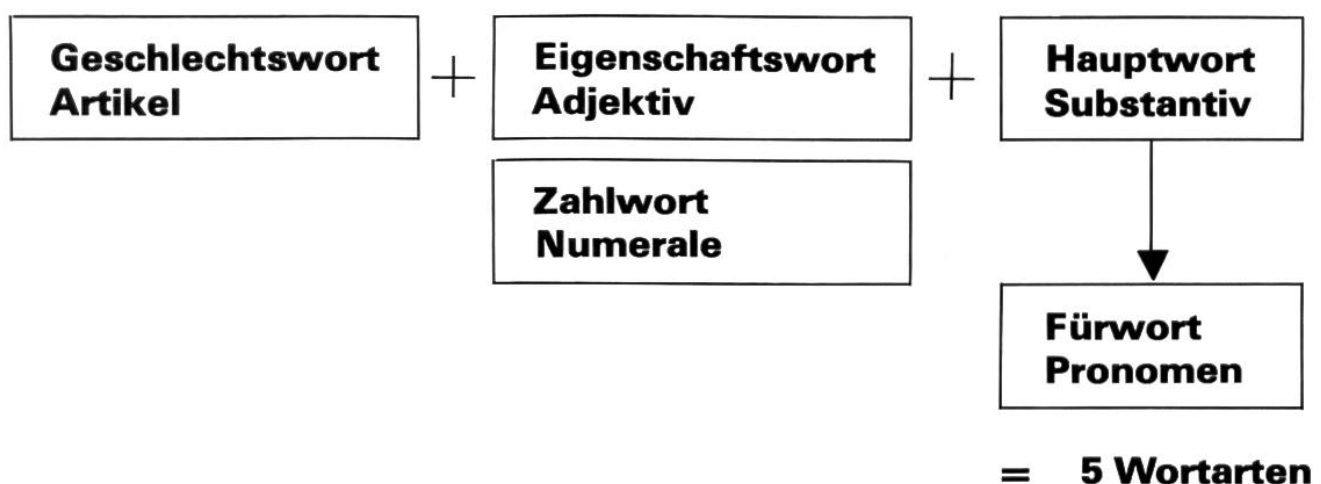 Geschlechtswort
Artikel
+
Eigenschaftswort
Adjektiv
+
Hauptwort
Substantiv
Zahlwort
Numerale
Fürwort
Pronomen
= 5 Wortarten